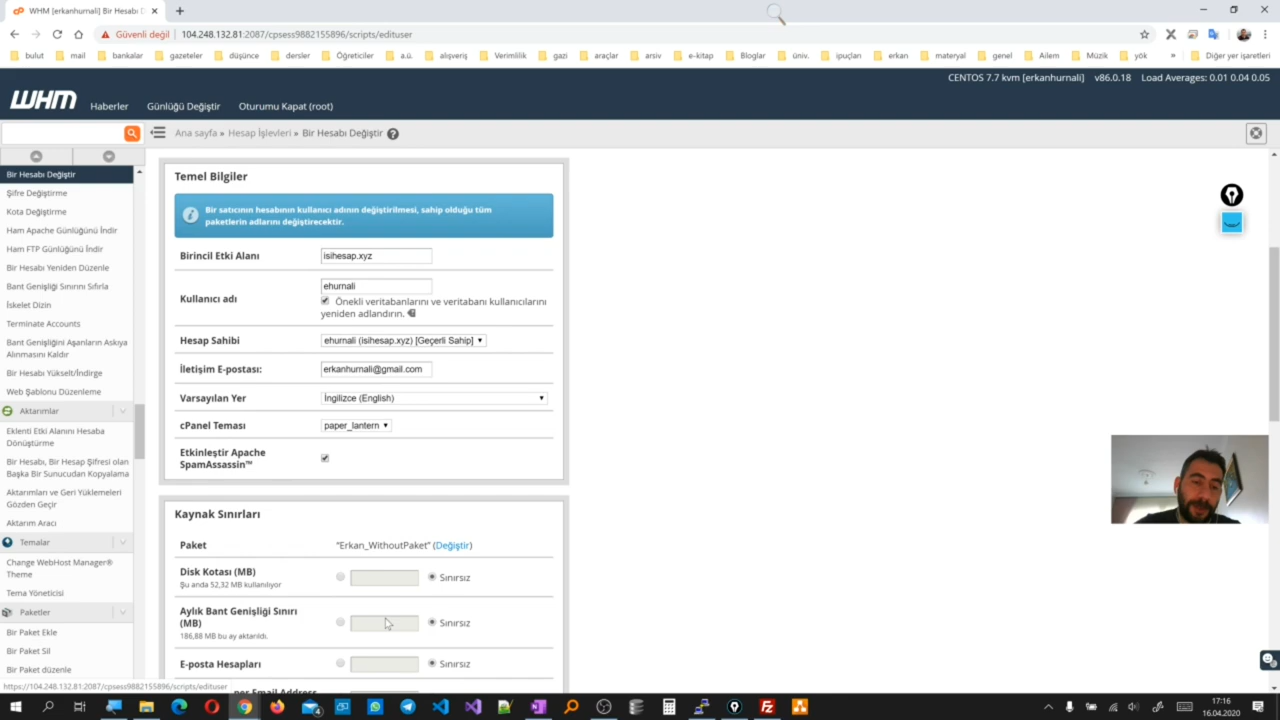 WHM [erkanhurnali] Bir Hesabı D
Güvenli değil
104.248.132.81:2087/cpsess9882155896/scripts/edituser
bulut
mail
bankalar
gazeteler
düşünce
dersler
Öğreticiler
a.ü.
alışveriş
Verimlilik
gazi
araçlar
arsiv
e-kitap
Bloglar
üniv.
ipuçları
erkan
materyal
genel
Ailem
Müzik
yök
»
Diğer yer işaretleri
CENTOS 7.7 kvm [erkanhurnali] v86.0.18 Load Averages: 0.01 0.04 0.05
WHM
Haberler
Günlüğü Değiştir
Oturumu Kapat (root)
Ana sayfa » Hesap İşlevleri » Bir Hesabı Değiştir
Bir Hesabı Değiştir
Şifre Değiştirme
Kota Değiştirme
Ham Apache Günlüğünü İndir
Ham FTP Günlüğünü İndir
Bir Hesabı Yeniden Düzenle
Bant Genişliği Sınırını Sıfırla
İskelet Dizin
Terminate Accounts
Bant Genişliğini Aşanların Askıya
Alınmasını Kaldır
Bir Hesabı Yükselt/İndirge
Web Şablonu Düzenleme
Aktarımlar
Eklenti Etki Alanını Hesaba
Dönüştürme
Bir Hesabı, Bir Hesap Şifresi olan
Başka Bir Sunucudan Kopyalama
Aktarımları ve Geri Yüklemeleri
Gözden Geçir
Aktarım Aracı
Temalar
Change WebHost Manager®
Theme
Tema Yöneticisi
Paketler
Bir Paket Ekle
Bir Paket Sil
Bir Paket düzenle
Temel Bilgiler
Bir satıcının hesabının kullanıcı adının değiştirilmesi, sahip olduğu tüm
paketlerin adlarını değiştirecektir.
Birincil Etki Alanı
isihesap.xyz
Kullanıcı adı
ehurnali
Önekli veritabanlarını ve veritabanı kullanıcılarını
yeniden adlandırın.
Hesap Sahibi
ehurnali (isihesap.xyz) [Geçerli Sahip]
İletişim E-postası:
erkanhurnali@gmail.com
Varsayılan Yer
İngilizce (English)
cPanel Teması
paper_lantern
Etkinleştir Apache
SpamAssassin™
Kaynak Sınırları
Paket
“Erkan_WithoutPaket” (Değiştir)
Disk Kotası (MB)
Şu anda 52,32 MB kullanılıyor
Sınırsız
Aylık Bant Genişliği Sınırı
(MB)
186,88 MB bu ay aktarıldı.
Sınırsız
E-posta Hesapları
Sınırsız
per Email Address
https://104.248.132.81:2087/cpsess9882155896/scripts/edituser
4
17:16
16.04.2020